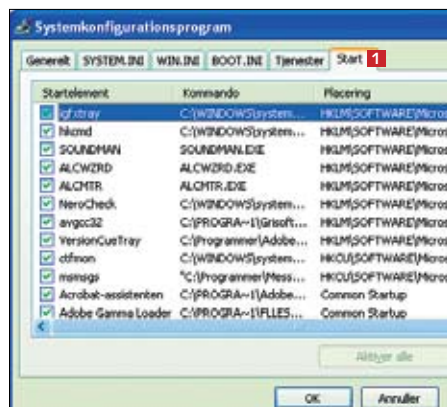 Systemkonfigurationsprogram
Generelt SYSTEM.INI WIN.INI BOOT.INI Tjenester Start 1
Startelement Kommando Placering
igfxtray C:\WINDOWS\system... HKLM\SOFTWARE\Micros
hkcmd C:\WINDOWS\system... HKLM\SOFTWARE\Micros
SOUNDMAN SOUNDMAN.EXE HKLM\SOFTWARE\Micros
ALCWZRD ALCWZRD.EXE HKLM\SOFTWARE\Micros
ALCMTR ALCMTR.EXE HKLM\SOFTWARE\Micros
NeroCheck C:\WINDOWS\system... HKLM\SOFTWARE\Micros
avgcc32 C:\PROGRA~1\Grisoft... HKLM\SOFTWARE\Micros
VersionCueTray C:\Programmer\Adobe... HKLM\SOFTWARE\Micros
ctfmon C:\WINDOWS\system... HKCU\SOFTWARE\Micros
msmsgs "C:\Programmer\Mess... HKCU\SOFTWARE\Micros
Acrobat-assistenten C:\PROGRA~1\Adobe... Common Startup
Adobe Gamma Loader C:\PROGRA~1\FLLES... Common Startup
Aktiver alle
OK Annuller